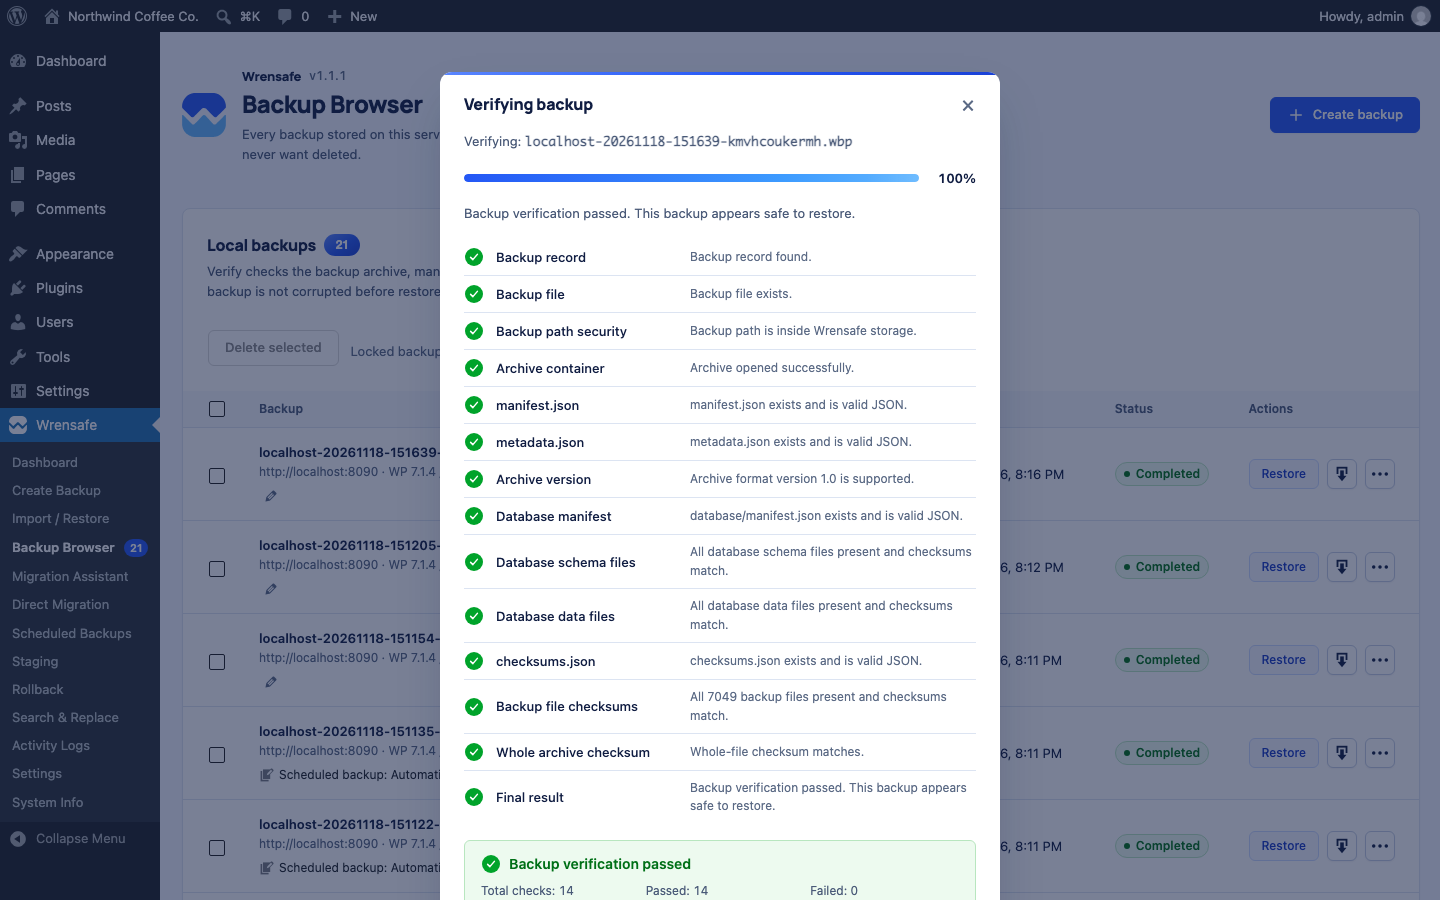 Northwind Coffee Co.
⌘K
0
New
Howdy, admin
Dashboard
Posts
Media
Pages
Comments
Appearance
Plugins
Users
Tools
Settings
Wrensafe
Dashboard
Create Backup
Import / Restore
Backup Browser 21
Migration Assistant
Direct Migration
Scheduled Backups
Staging
Rollback
Search & Replace
Activity Logs
Settings
System Info
Collapse Menu
Wrensafe v1.1.1
Backup Browser
Every backup stored on this serv
never want deleted.
Create backup
Local backups 21
Verify checks the backup archive, man
backup is not corrupted before restore
Delete selected
Locked backup
Backup
Status
Actions
localhost-20261118-151639-
http://localhost:8090 · WP 7.1.4
6, 8:16 PM
Completed
Restore
localhost-20261118-151205-
http://localhost:8090 · WP 7.1.4
6, 8:12 PM
Completed
Restore
localhost-20261118-151154-
http://localhost:8090 · WP 7.1.4
6, 8:11 PM
Completed
Restore
localhost-20261118-151135-
http://localhost:8090 · WP 7.1.4
Scheduled backup: Automati
6, 8:11 PM
Completed
Restore
localhost-20261118-151122-
http://localhost:8090 · WP 7.1.4
Scheduled backup: Automati
6, 8:11 PM
Completed
Restore
Verifying backup
Verifying: localhost-20261118-151639-kmvhcoukermh.wbp
100%
Backup verification passed. This backup appears safe to restore.
Backup record
Backup record found.
Backup file
Backup file exists.
Backup path security
Backup path is inside Wrensafe storage.
Archive container
Archive opened successfully.
manifest.json
manifest.json exists and is valid JSON.
metadata.json
metadata.json exists and is valid JSON.
Archive version
Archive format version 1.0 is supported.
Database manifest
database/manifest.json exists and is valid JSON.
Database schema files
All database schema files present and checksums
match.
Database data files
All database data files present and checksums
match.
checksums.json
checksums.json exists and is valid JSON.
Backup file checksums
All 7049 backup files present and checksums
match.
Whole archive checksum
Whole-file checksum matches.
Final result
Backup verification passed. This backup appears
safe to restore.
Backup verification passed
Total checks: 14
Passed: 14
Failed: 0